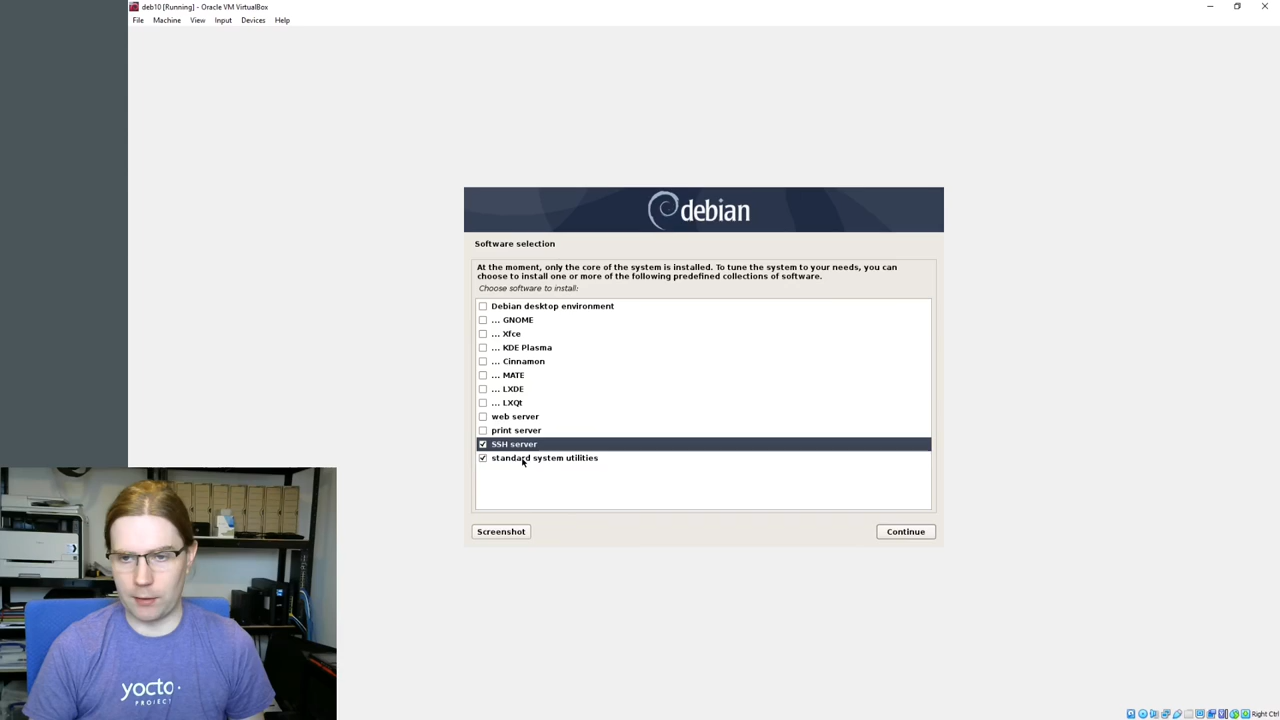 deb10 [Running] - Oracle VM VirtualBox
File Machine View Input Devices Help
debian
Software selection
At the moment, only the core of the system is installed. To tune the system to your needs, you can
choose to install one or more of the following predefined collections of software.
Choose software to install:
Debian desktop environment
... GNOME
... Xfce
... KDE Plasma
... Cinnamon
... MATE
... LXDE
... LXQt
web server
print server
SSH server
standard system utilities
Screenshot
Continue
yocto
PROJECT
Right Ctrl